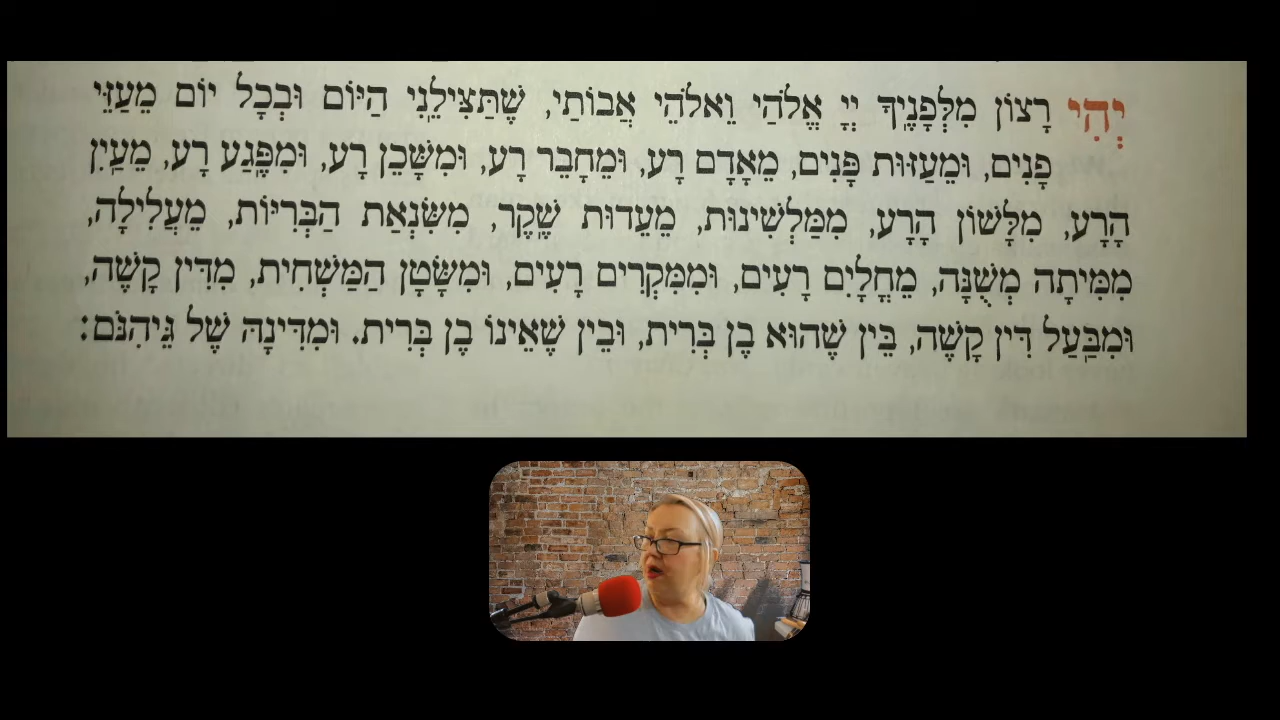 יְהִי רָצוֹן מִלְּפָנֶֽיךָ יְיָ אֱלֹהַי וֵאלֹהֵי אֲבוֹתַי, שֶׁתַּצִּילֵֽנִי הַיּוֹם וּבְכָל יוֹם מֵעַזֵּי
פָנִים, וּמֵעַזּוּת פָּנִים, מֵאָדָם רָע, וּמֵחָבֵר רָע, וּמִשָּׁכֵן רָע, וּמִפֶּֽגַע רָע, מֵעַֽיִן
הָרָע, מִלָּשׁוֹן הָרָע, מִמַּלְשִׁינוּת, מֵעֵדוּת שֶֽׁקֶר, מִשִּׂנְאַת הַבְּרִיּוֹת, מֵעֲלִילָה,
מִמִּיתָה מְשֻׁנָּה, מֵחֳלָיִם רָעִים, וּמִמִּקְרִים רָעִים, וּמִשָּׂטָן הַמַּשְׁחִית, מִדִּין קָשֶׁה,
וּמִבַּֽעַל דִּין קָשֶׁה, בֵּין שֶׁהוּא בֶן בְּרִית, וּבֵין שֶׁאֵינוֹ בֶן בְּרִית. וּמִדִּינָהּ שֶׁל גֵּיהִנֹּם: